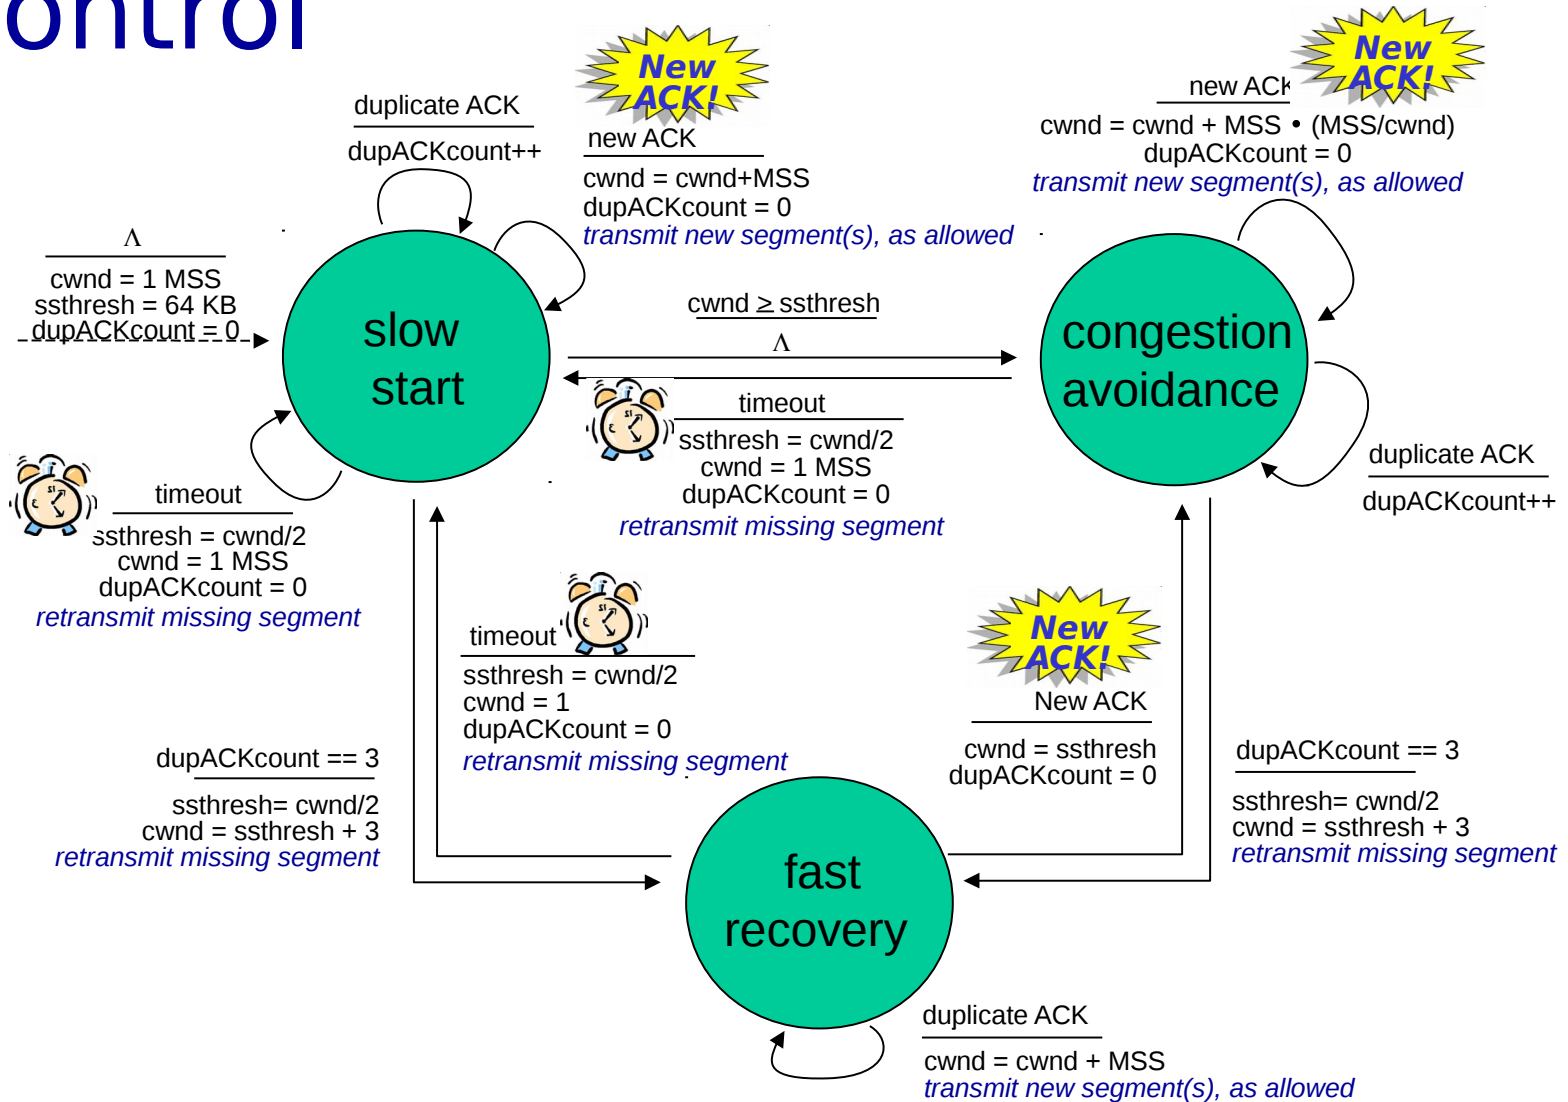 ontrol
New
ACK!
duplicate ACK
dupACKcount++
new ACK
cwnd = cwnd+MSS
dupACKcount = 0
transmit new segment(s), as allowed
New
ACK!
new ACK
cwnd = cwnd + MSS • (MSS/cwnd)
dupACKcount = 0
transmit new segment(s), as allowed
Λ
cwnd = 1 MSS
ssthresh = 64 KB
dupACKcount = 0
slow
start
cwnd ≥ ssthresh
Λ
congestion
avoidance
timeout
ssthresh = cwnd/2
cwnd = 1 MSS
dupACKcount = 0
retransmit missing segment
duplicate ACK
dupACKcount++
timeout
ssthresh = cwnd/2
cwnd = 1 MSS
dupACKcount = 0
retransmit missing segment
timeout
ssthresh = cwnd/2
cwnd = 1
dupACKcount = 0
retransmit missing segment
New
ACK!
New ACK
cwnd = ssthresh
dupACKcount = 0
dupACKcount == 3
ssthresh= cwnd/2
cwnd = ssthresh + 3
retransmit missing segment
dupACKcount == 3
ssthresh= cwnd/2
cwnd = ssthresh + 3
retransmit missing segment
fast
recovery
duplicate ACK
cwnd = cwnd + MSS
transmit new segment(s), as allowed